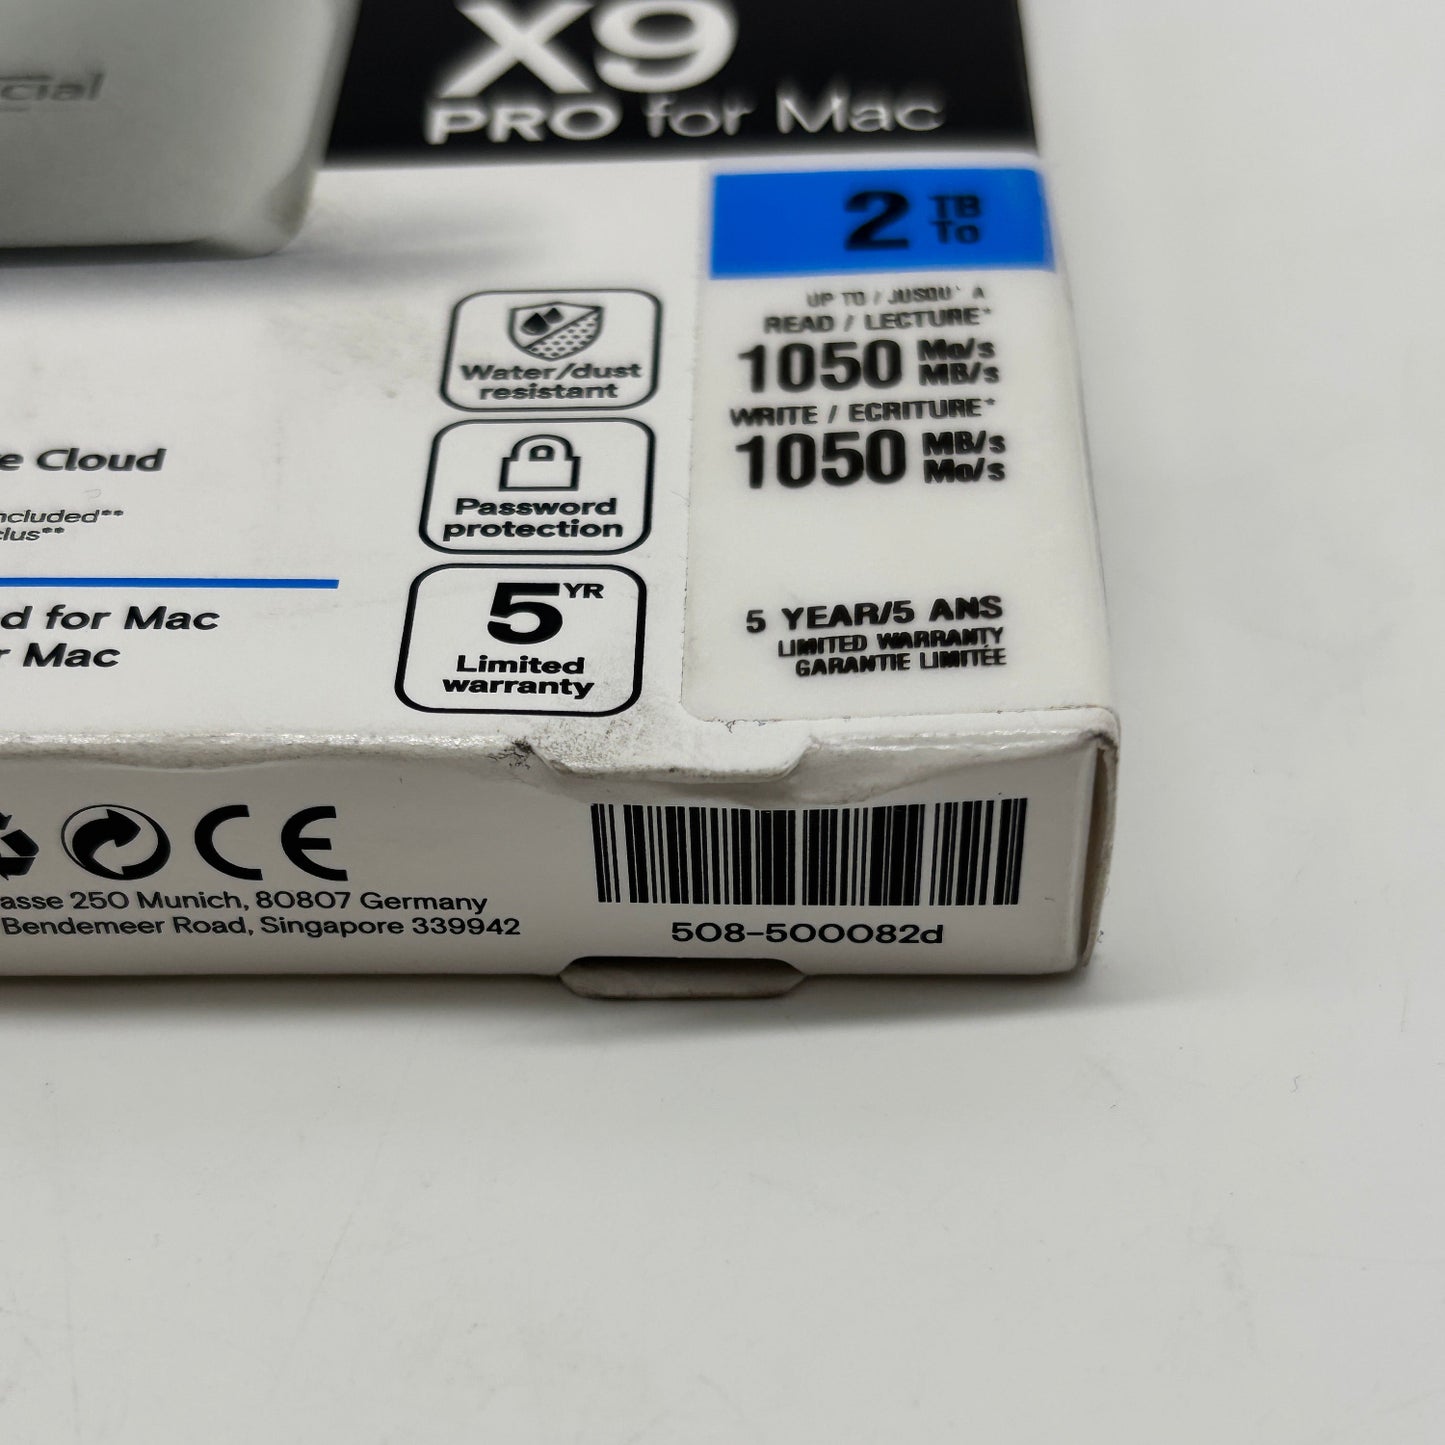 cial
X9
PRO for Mac
2 TB
To
UP TO / JUSQU' A
READ / LECTURE*
1050 Mo/s
MB/s
WRITE / ECRITURE*
1050 MB/s
Mo/s
5 YEAR/5 ANS
LIMITED WARRANTY
GARANTIE LIMITÉE
Water/dust
resistant
Password
protection
5 YR
Limited
warranty
e Cloud
ncluded**
clus**
d for Mac
r Mac
CE
asse 250 Munich, 80807 Germany
Bendemeer Road, Singapore 339942
508-500082d